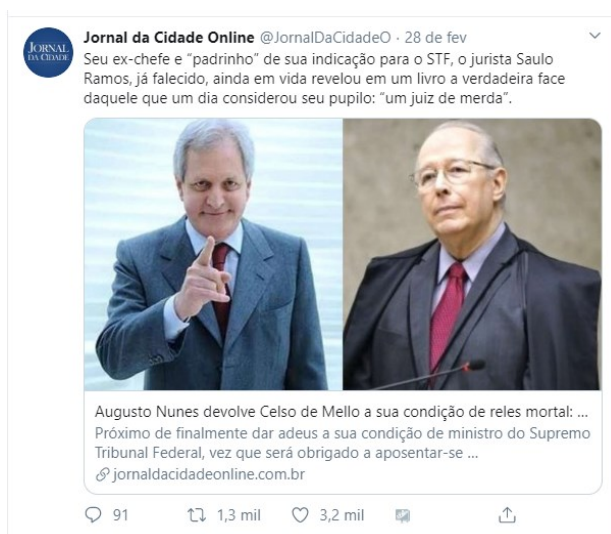 JORNAL
DA CIDADE
Jornal da Cidade Online @JornalDaCidadeO · 28 de fev
Seu ex-chefe e “padrinho” de sua indicação para o STF, o jurista Saulo
Ramos, já falecido, ainda em vida revelou em um livro a verdadeira face
daquele que um dia considerou seu pupilo: “um juiz de merda”.
Augusto Nunes devolve Celso de Mello a sua condição de reles mortal: ...
Próximo de finalmente dar adeus a sua condição de ministro do Supremo
Tribunal Federal, vez que será obrigado a aposentar-se ...
jornaldacidadeonline.com.br
91 1,3 mil 3,2 mil